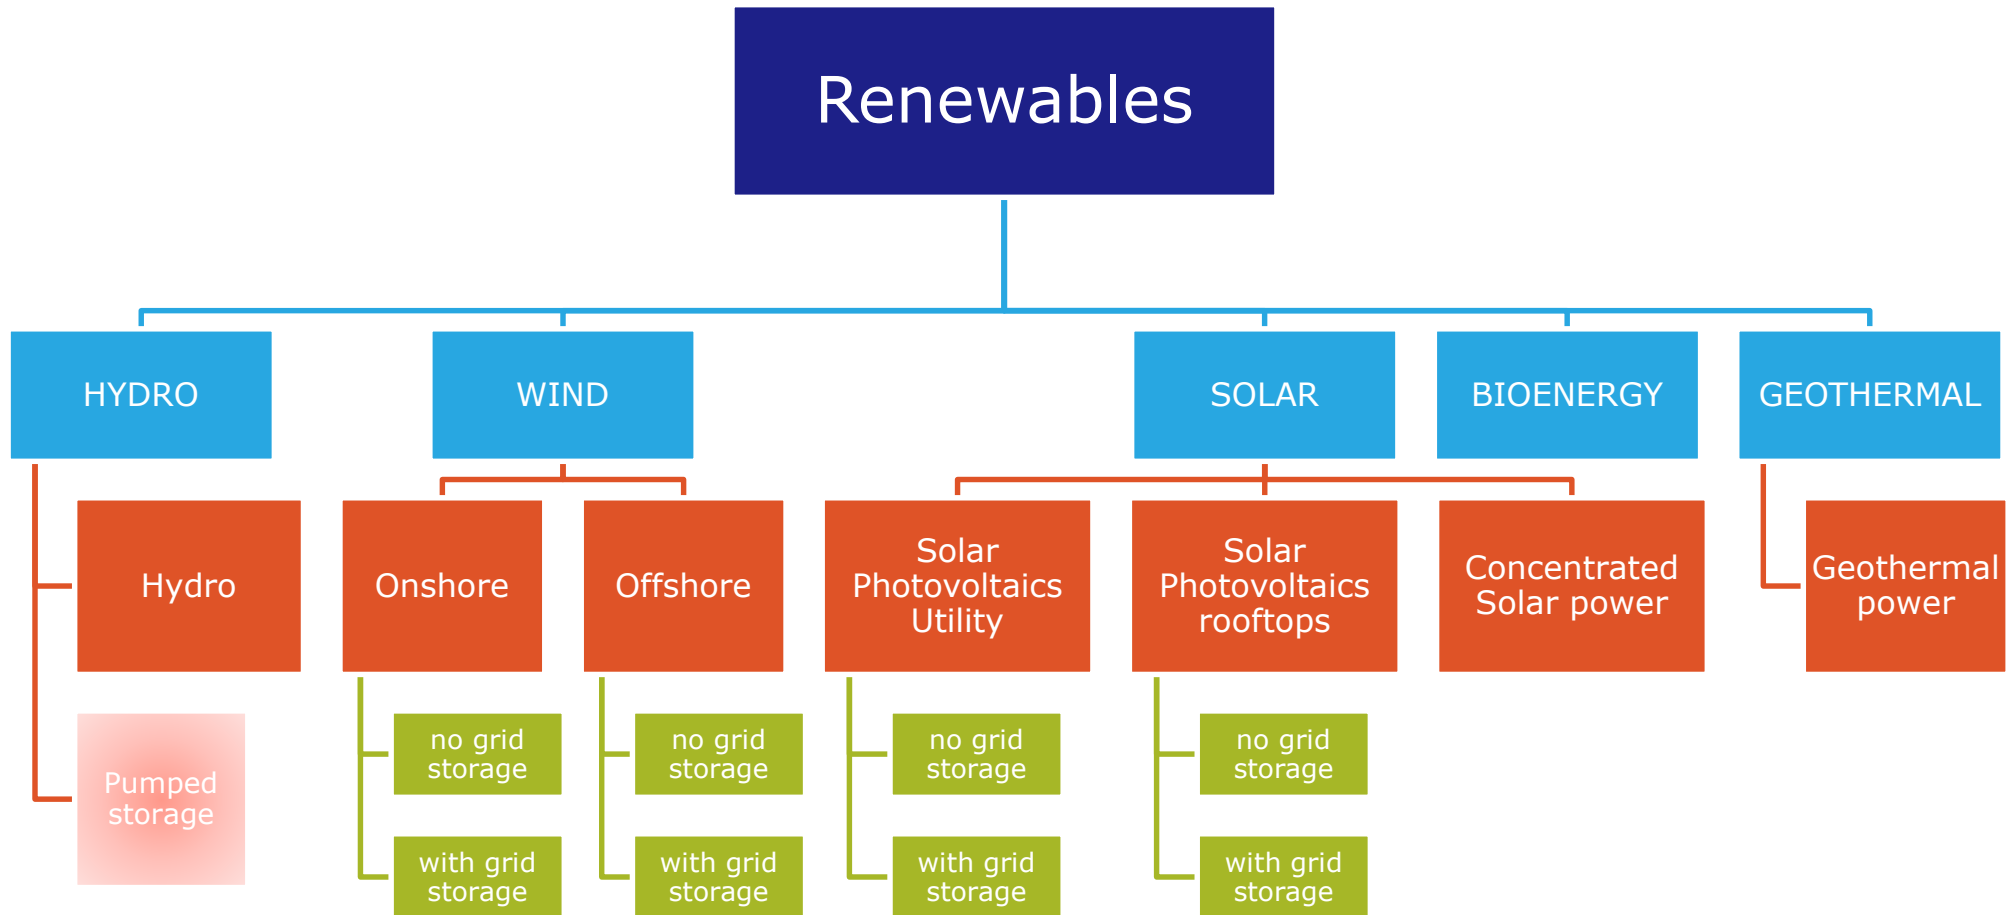 Renewables
HYDRO
WIND
SOLAR
BIOENERGY
GEOTHERMAL
Hydro
Onshore
Offshore
Solar
Photovoltaics
Utility
Solar
Photovoltaics
rooftops
Concentrated
Solar power
Geothermal
power
Pumped
storage
no grid
storage
no grid
storage
no grid
storage
no grid
storage
with grid
storage
with grid
storage
with grid
storage
with grid
storage